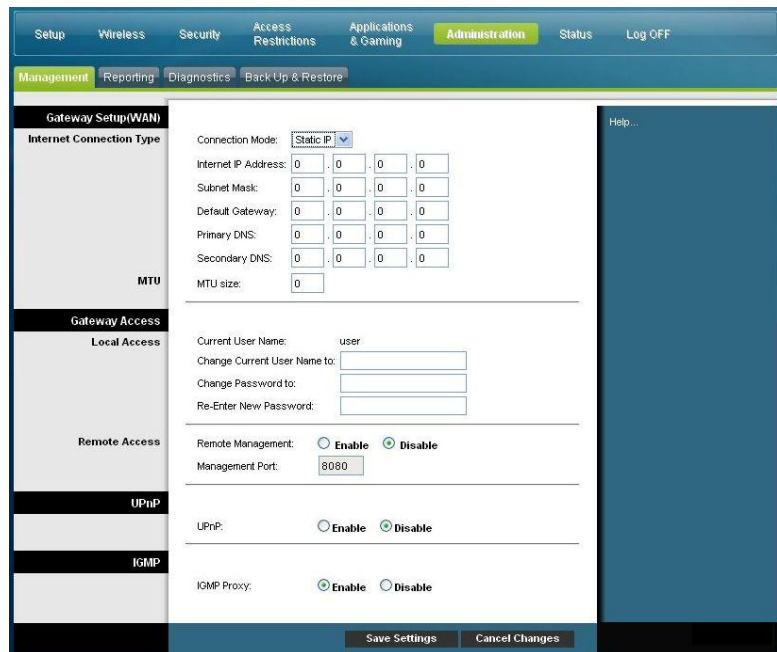 Setup Wireless Security Access Restrictions Applications & Gaming Administration Status Log OFF
Management Reporting Diagnostics Back Up & Restore
Gateway Setup(WAN)
Help...
Internet Connection Type
Connection Mode: Static IP
Internet IP Address: 0 . 0 . 0 . 0
Subnet Mask: 0 . 0 . 0 . 0
Default Gateway: 0 . 0 . 0 . 0
Primary DNS: 0 . 0 . 0 . 0
Secondary DNS: 0 . 0 . 0 . 0
MTU
MTU size: 0
Gateway Access
Local Access
Current User Name: user
Change Current User Name to:
Change Password to:
Re-Enter New Password:
Remote Access
Remote Management: Enable Disable
Management Port: 8080
UPnP
UPnP: Enable Disable
IGMP
IGMP Proxy: Enable Disable
Save Settings Cancel Changes